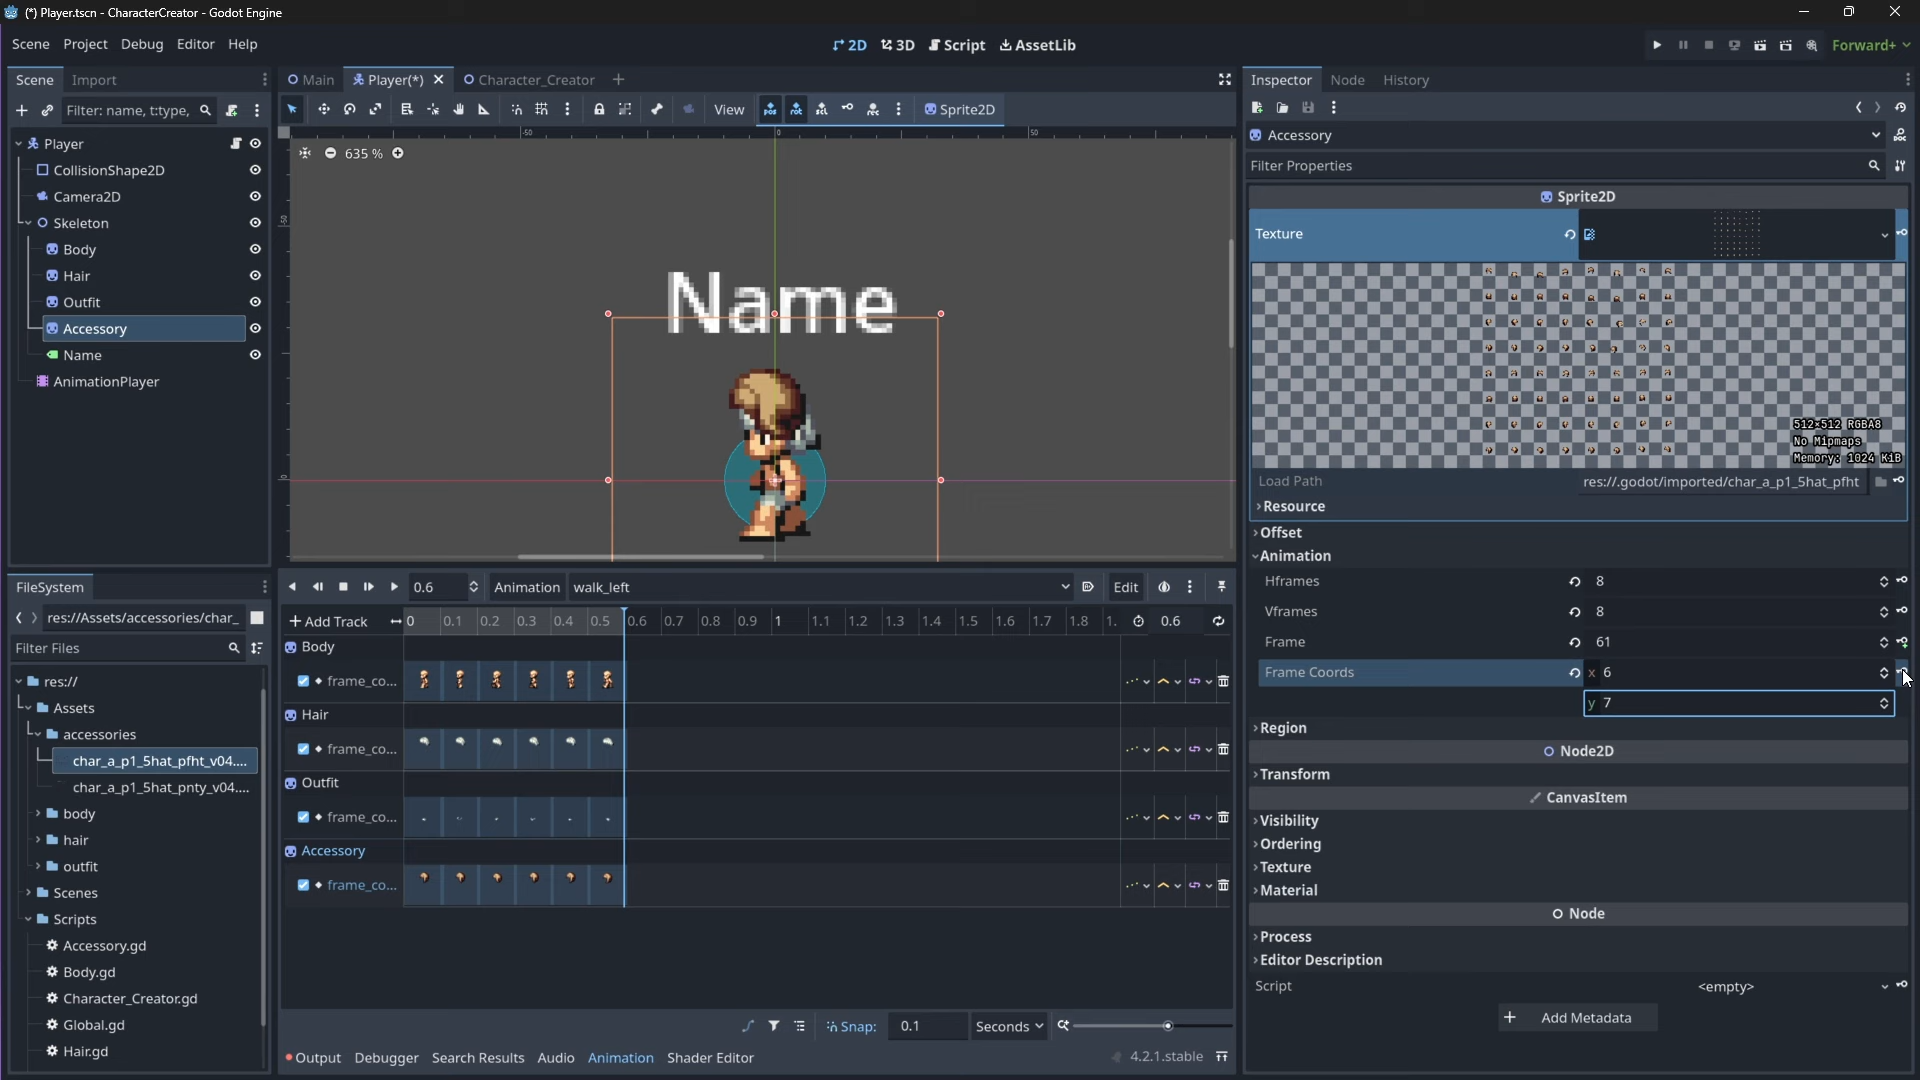 (*) Player.tscn - CharacterCreator - Godot Engine
Scene Project Debug Editor Help
2D 3D Script AssetLib
Forward+
Scene Import
Main Player(*) Character_Creator
Inspector Node History
Filter: name, t:type,
View Sprite2D
Player
CollisionShape2D
Camera2D
Skeleton
Body
Hair
Outfit
Accessory
Name
AnimationPlayer
-50 0 50
635 %
-50
0
Name
Accessory
Filter Properties
Sprite2D
Texture
512×512 RGBA8
No Mipmaps
Memory: 1024 KiB
Load Path res://.godot/imported/char_a_p1_5hat_pfht
Resource
Offset
Animation
Hframes 8
Vframes 8
Frame 61
Frame Coords x 6
y 7
Region
Node2D
Transform
CanvasItem
Visibility
Ordering
Texture
Material
Node
Process
Editor Description
Script <empty>
Add Metadata
FileSystem
res://Assets/accessories/char_
Filter Files
res://
Assets
accessories
char_a_p1_5hat_pfht_v04....
char_a_p1_5hat_pnty_v04....
body
hair
outfit
Scenes
Scripts
Accessory.gd
Body.gd
Character_Creator.gd
Global.gd
Hair.gd
0.6 Animation walk_left Edit
Add Track 0 0.1 0.2 0.3 0.4 0.5 0.6 0.7 0.8 0.9 1 1.1 1.2 1.3 1.4 1.5 1.6 1.7 1.8 1. 0.6
Body
frame_co...
Hair
frame_co...
Outfit
frame_co...
Accessory
frame_co...
Snap: 0.1 Seconds
Output Debugger Search Results Audio Animation Shader Editor 4.2.1.stable